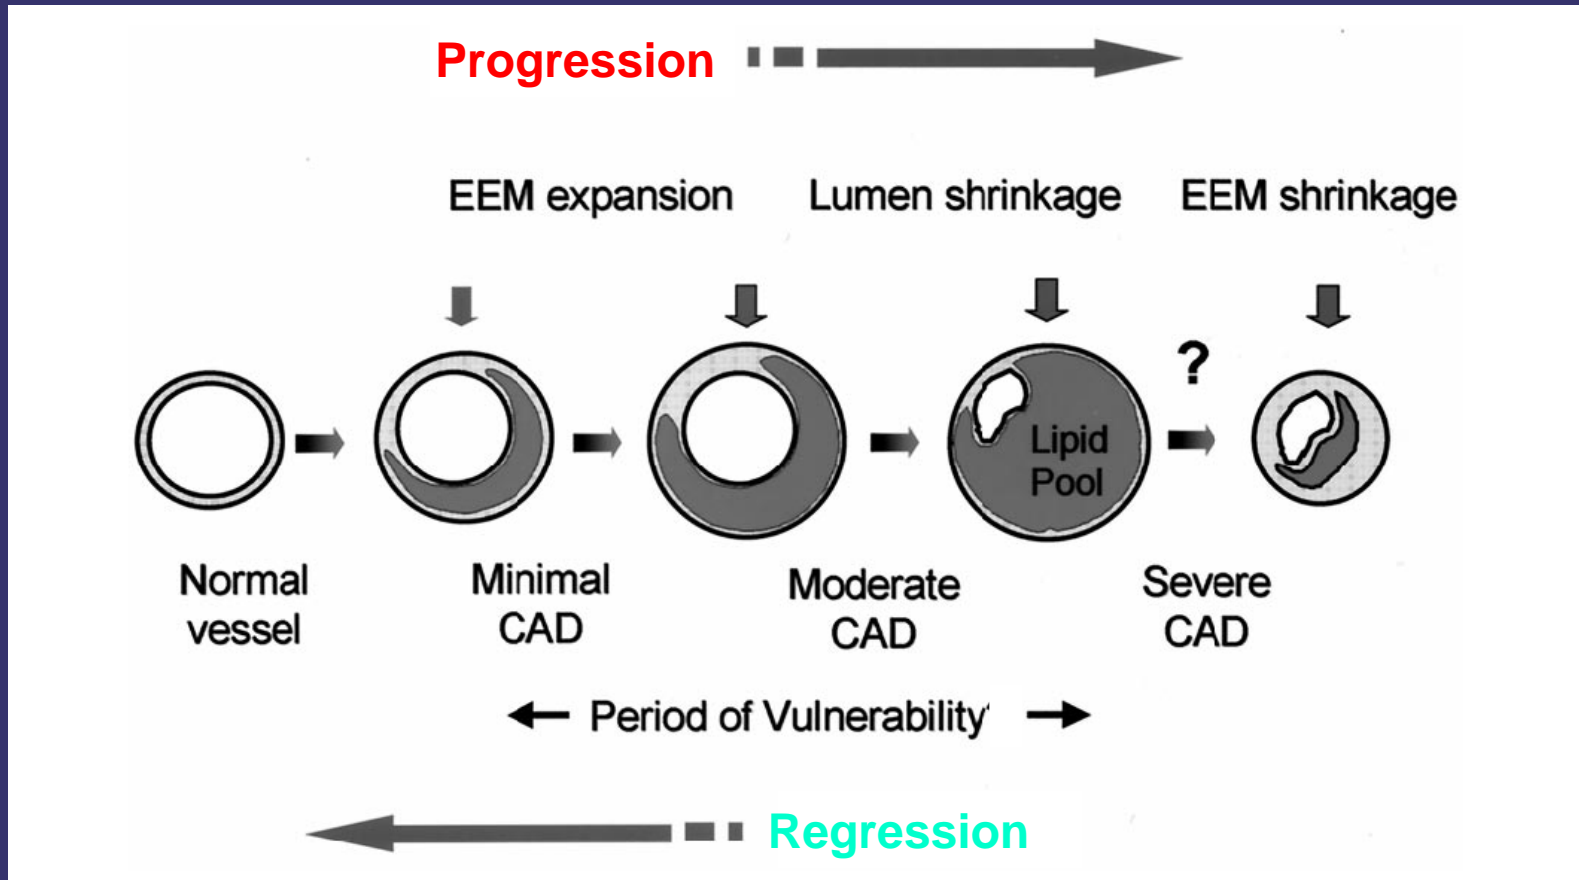 Progression
EEM expansion Lumen shrinkage EEM shrinkage
?
Lipid
Pool
Normal
vessel
Minimal
CAD
Moderate
CAD
Severe
CAD
Period of Vulnerability
Regression